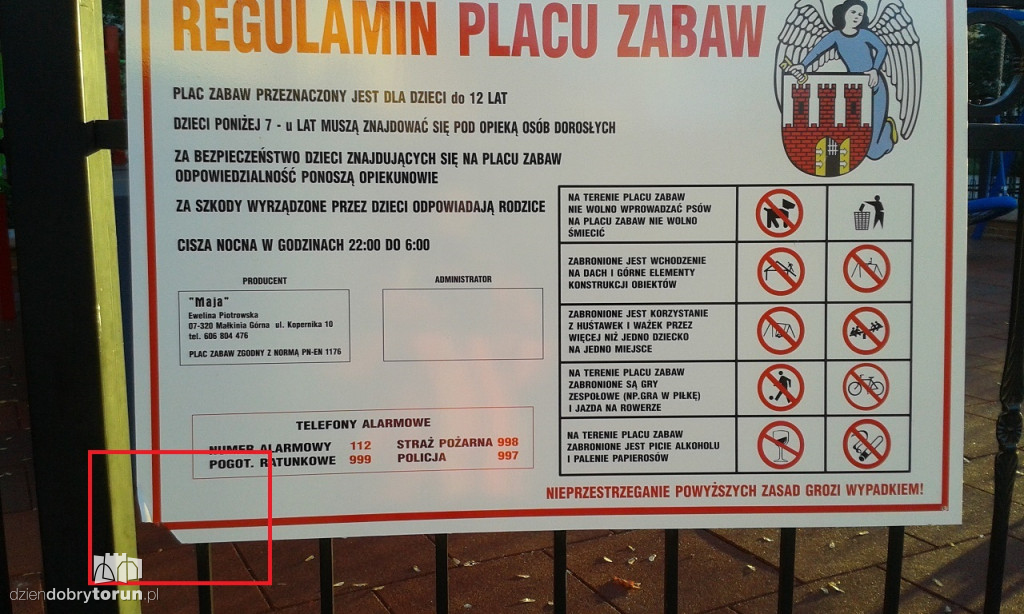 REGULAMIN PLACU ZABAW
PLAC ZABAW PRZEZNACZONY JEST DLA DZIECI do 12 LAT
DZIECI PONIŻEJ 7 - u LAT MUSZĄ ZNAJDOWAĆ SIĘ POD OPIEKĄ OSÓB DOROSŁYCH
ZA BEZPIECZEŃSTWO DZIECI ZNAJDUJĄCYCH SIĘ NA PLACU ZABAW
ODPOWIEDZIALNOŚĆ PONOSZĄ OPIEKUNOWIE
ZA SZKODY WYRZĄDZONE PRZEZ DZIECI ODPOWIADAJĄ RODZICE
CISZA NOCNA W GODZINACH 22:00 DO 6:00
PRODUCENT
"Maja"
Ewelina Piotrowska
07-320 Małkinia Górna ul. Kopernika 10
tel. 606 804 476
PLAC ZABAW ZGODNY Z NORMĄ PN-EN 1176
ADMINISTRATOR
TELEFONY ALARMOWE
NUMER ALARMOWY 112 STRAŻ POŻARNA 998
POGOT. RATUNKOWE 999 POLICJA 997
NA TERENIE PLACU ZABAW
NIE WOLNO WPROWADZAĆ PSÓW
NA PLACU ZABAW NIE WOLNO
ŚMIECIĆ
ZABRONIONE JEST WCHODZENIE
NA DACH I GÓRNE ELEMENTY
KONSTRUKCJI OBIEKTÓW
ZABRONIONE JEST KORZYSTANIE
Z HUŚTAWEK I WAŻEK PRZEZ
WIĘCEJ NIŻ JEDNO DZIECKO
NA JEDNO MIEJSCE
NA TERENIE PLACU ZABAW
ZABRONIONE SĄ GRY
ZESPOŁOWE (NP.GRA W PIŁKĘ)
I JAZDA NA ROWERZE
NA TERENIE PLACU ZABAW
ZABRONIONE JEST PICIE ALKOHOLU
I PALENIE PAPIEROSÓW
NIEPRZESTRZEGANIE POWYŻSZYCH ZASAD GROZI WYPADKIEM!
dziendobrytorun.pl